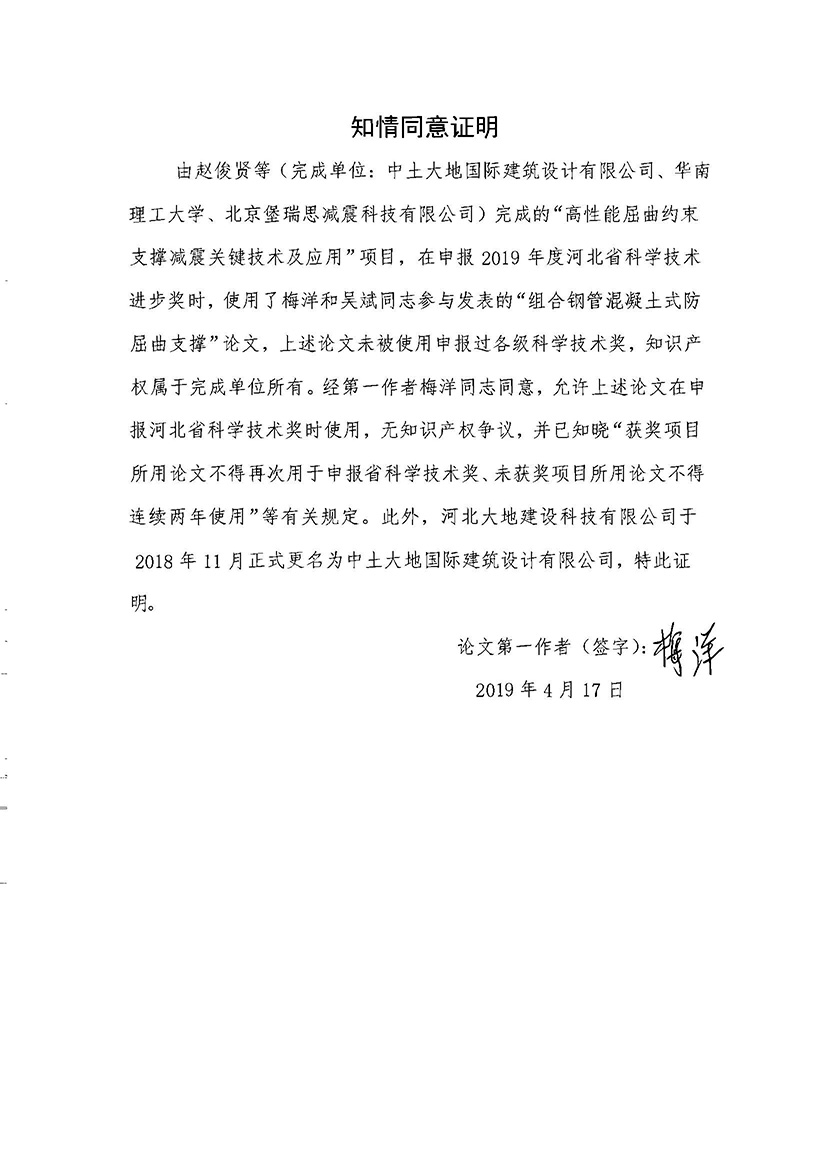 知情同意证明
由赵俊贤等（完成单位：中土大地国际建筑设计有限公司、华南
理工大学、北京堡瑞思减震科技有限公司）完成的“高性能屈曲约束
支撑减震关键技术及应用”项目，在申报 2019 年度河北省科学技术
进步奖时，使用了梅洋和吴斌同志参与发表的“组合钢管混凝土式防
屈曲支撑”论文，上述论文未被使用申报过各级科学技术奖，知识产
权属于完成单位所有。经第一作者梅洋同志同意，允许上述论文在申
报河北省科学技术奖时使用，无知识产权争议，并已知晓“获奖项目
所用论文不得再次用于申报省科学技术奖、未获奖项目所用论文不得
连续两年使用”等有关规定。此外，河北大地建设科技有限公司于
2018 年 11 月正式更名为中土大地国际建筑设计有限公司，特此证
明。
论文第一作者（签字）：梅洋
2019 年 4 月 17 日